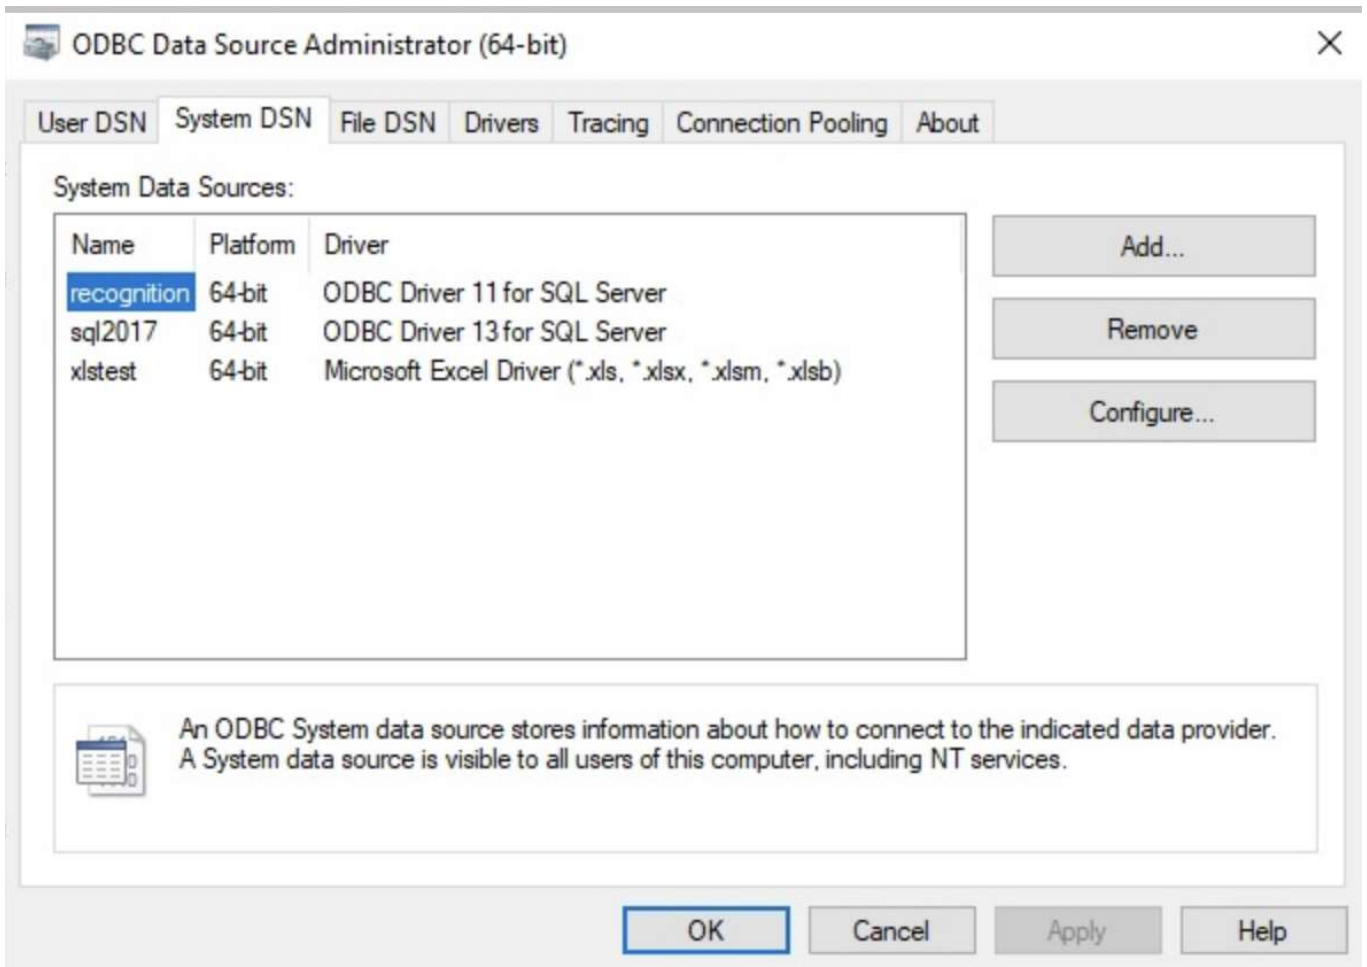 ODBC Data Source Administrator (64-bit)
User DSN System DSN File DSN Drivers Tracing Connection Pooling About
System Data Sources:
Name Platform Driver
recognition 64-bit ODBC Driver 11 for SQL Server
sql2017 64-bit ODBC Driver 13 for SQL Server
xlstest 64-bit Microsoft Excel Driver (*.xls, *.xlsx, *.xlsm, *.xlsb)
Add...
Remove
Configure...
An ODBC System data source stores information about how to connect to the indicated data provider.
A System data source is visible to all users of this computer, including NT services.
OK Cancel Apply Help